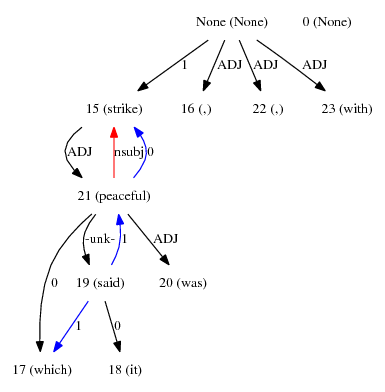 None (None) 0 (None)
1 ADJ ADJ ADJ
15 (strike) 16 (,) 22 (,) 23 (with)
ADJ nsubj 0
21 (peaceful)
0 -unk- 1 ADJ
19 (said) 20 (was)
1 0
17 (which) 18 (it)